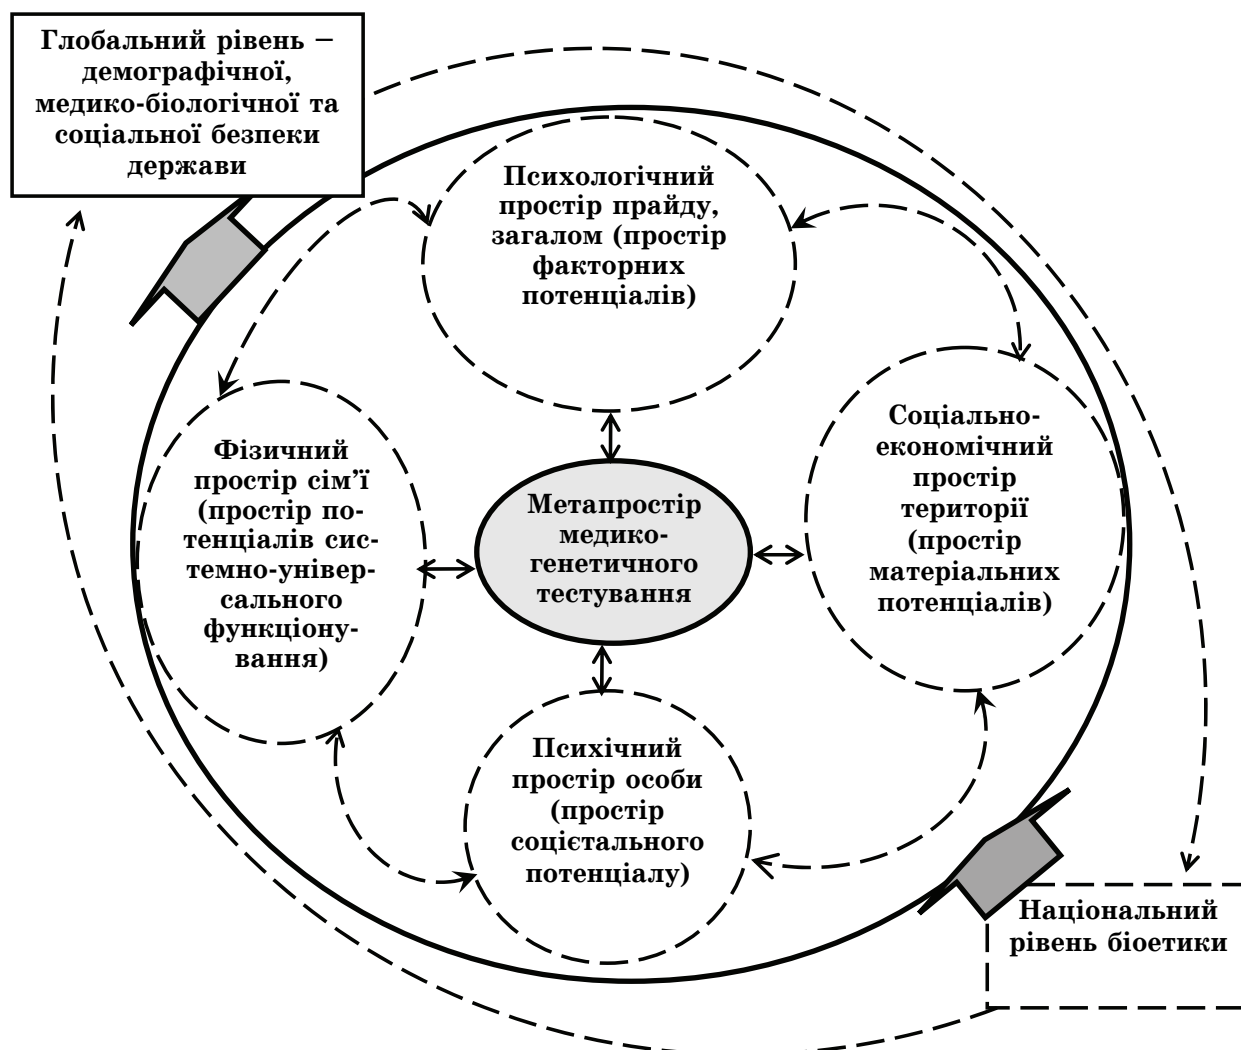 Глобальний рівень –
демографічної,
медико-біологічної та
соціальної безпеки
держави
Психологічний
простір прайду,
загалом (простір
факторних
потенціалів)
Фізичний
простір сім’ї
(простір по-
тенціалів сис-
темно-універ-
сального
функціону-
вання)
Метапростір
медико-
генетичного
тестування
Соціально-
економічний
простір
території
(простір
матеріальних
потенціалів)
Психічний
простір особи
(простір
соцієтального
потенціалу)
Національний
рівень біоетики